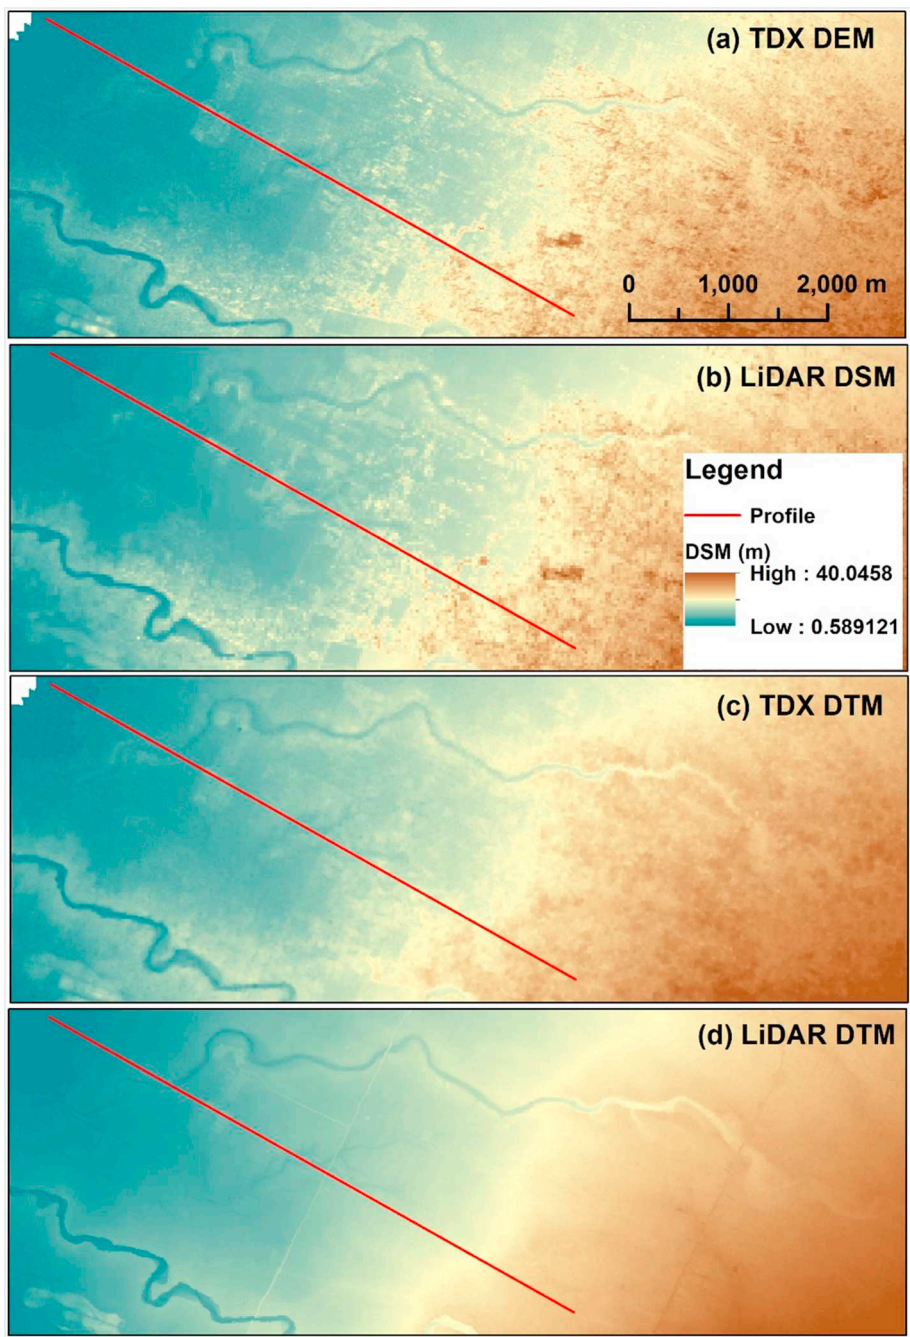 (a) TDX DEM
0 1,000 2,000 m
(b) LiDAR DSM
Legend
Profile
DSM (m)
High : 40.0458
Low : 0.589121
(c) TDX DTM
(d) LiDAR DTM